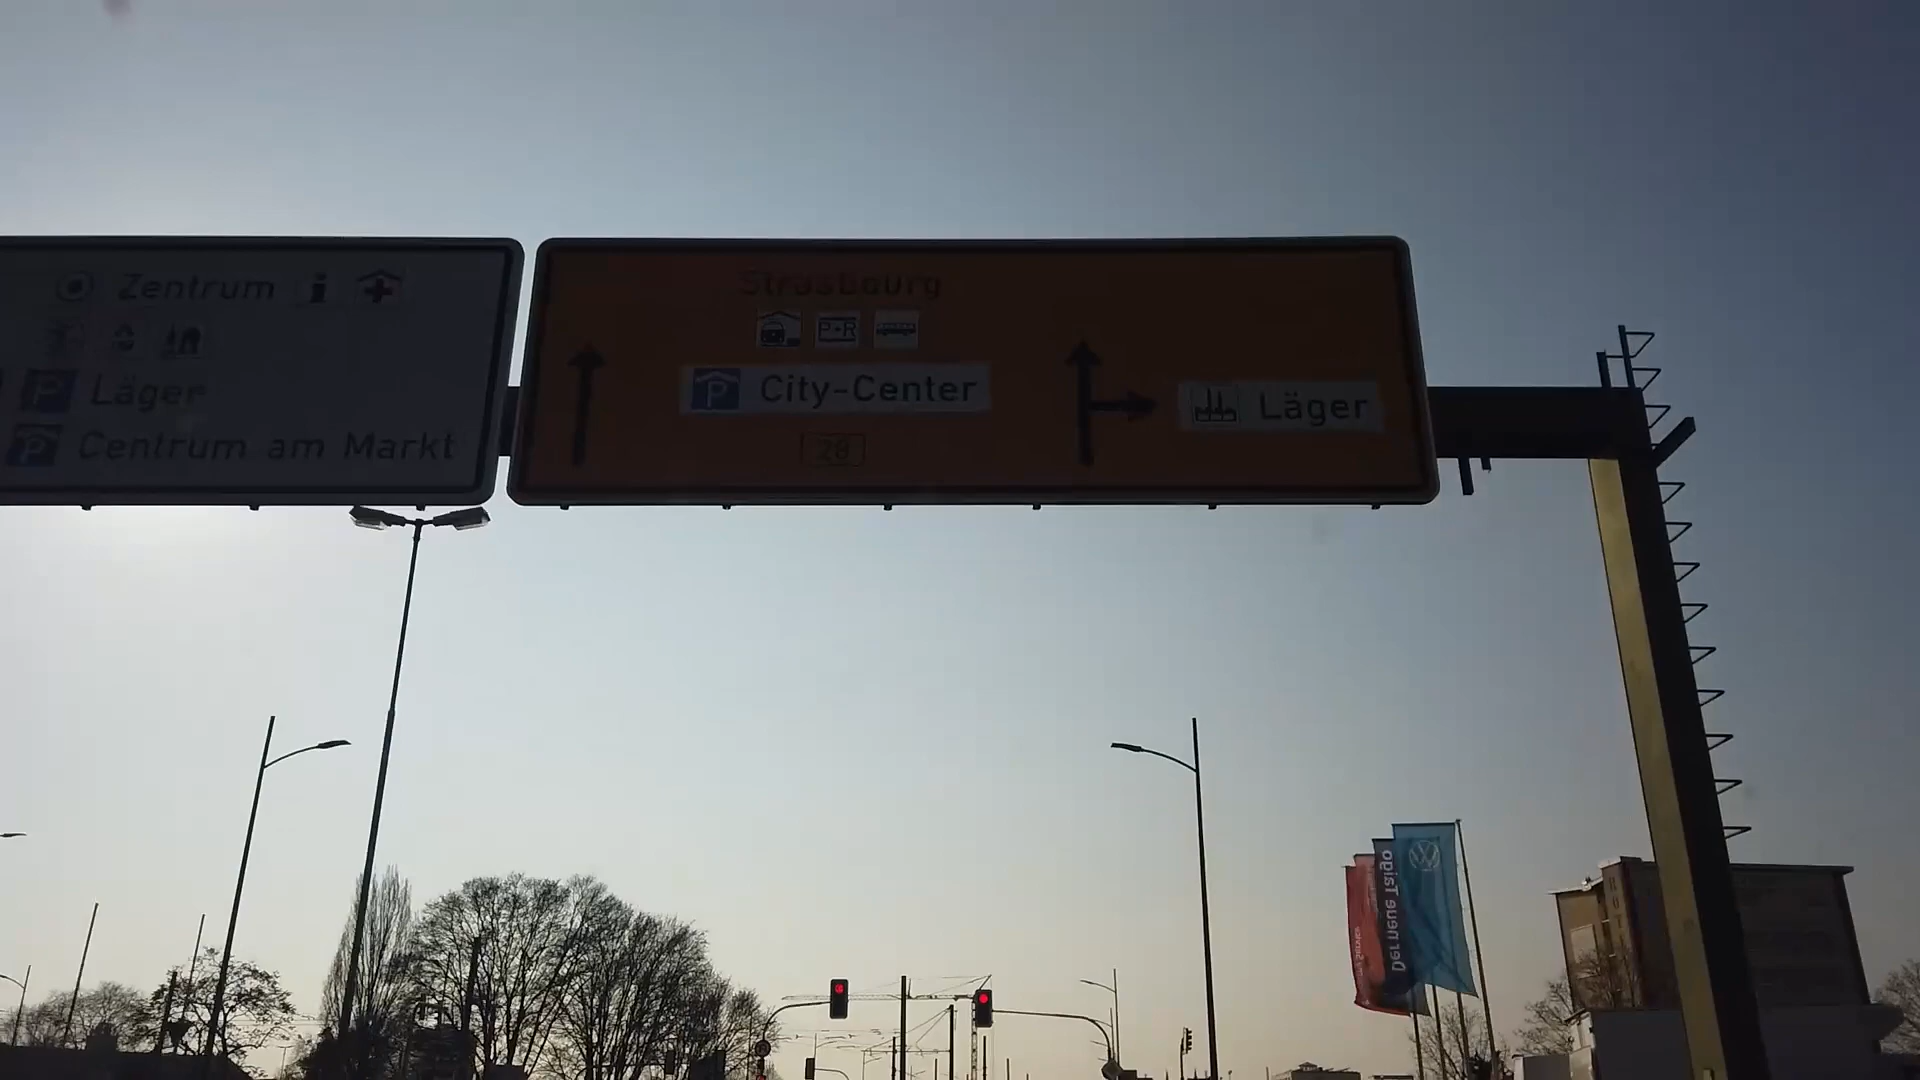 Zentrum i
P Läger
P Centrum am Markt
Strasbourg
P+R
P City-Center
28
Läger
Der neue Taigo